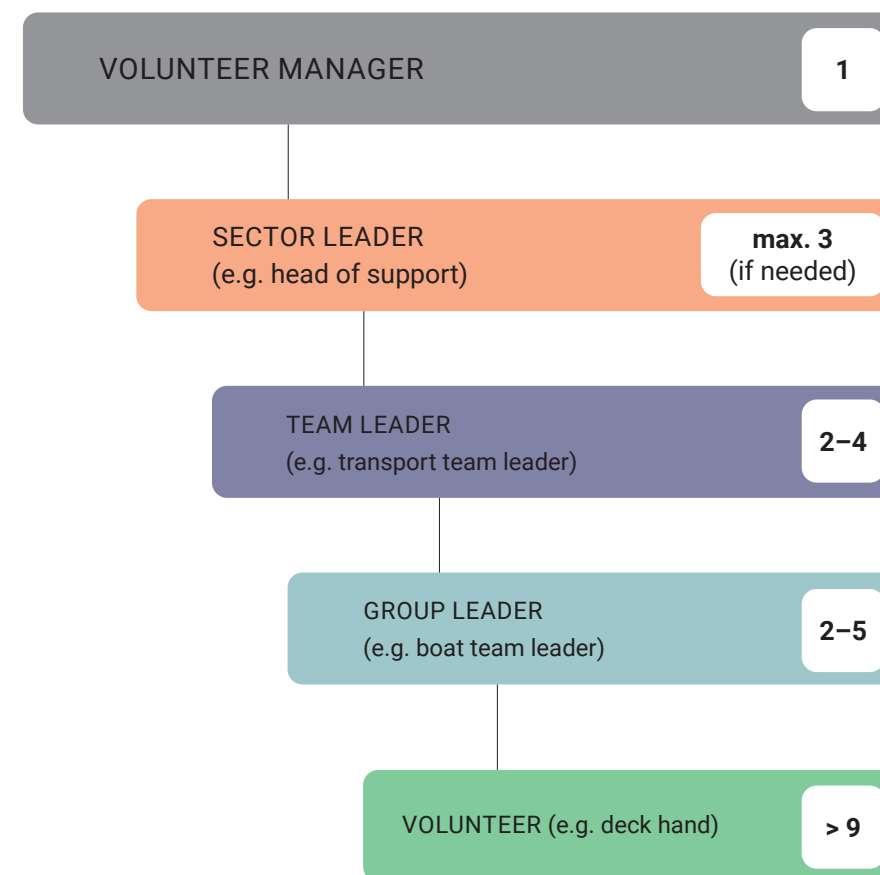 VOLUNTEER MANAGER
1
SECTOR LEADER
(e.g. head of support)
max. 3
(if needed)
TEAM LEADER
(e.g. transport team leader)
2–4
GROUP LEADER
(e.g. boat team leader)
2–5
VOLUNTEER (e.g. deck hand)
> 9